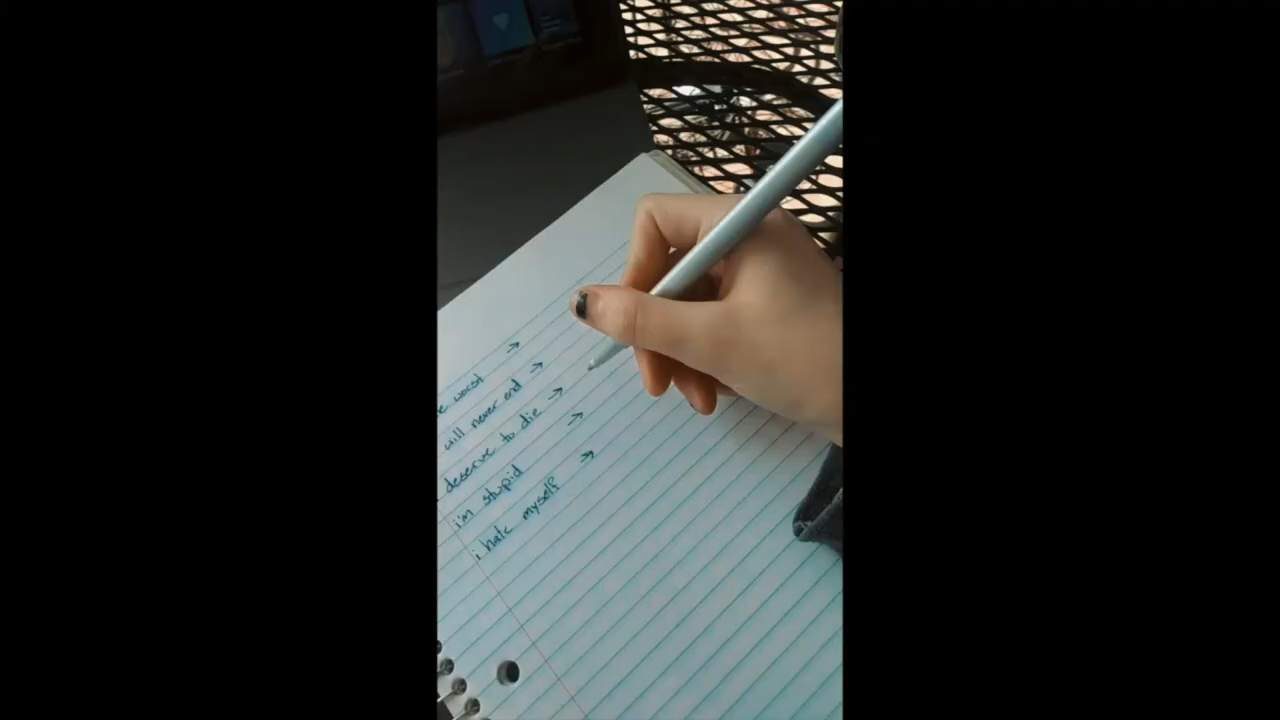 e worst →
will never end →
deserve to die →
i'm stupid →
i hate myself →